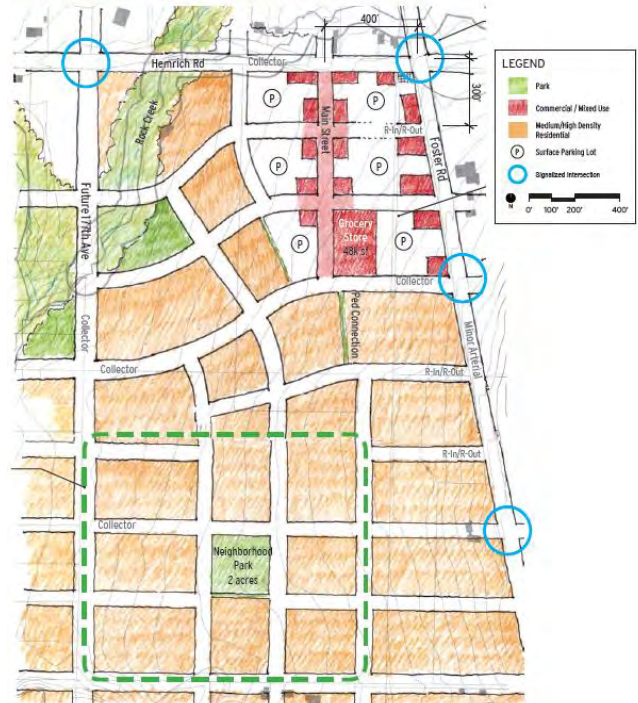 400'
Hemrich Rd
Collector
300'
Rock Creek
P
P
Main Street
R-In/R-Out
Foster Rd
P
P
Future 177th Ave
Grocery
Store
48k sf
P
P
Collector
Ped Connection
Minor Arterial
Collector
Collector
R-In/R-Out
R-In/R-Out
Collector
Neighborhood
Park
2 acres
LEGEND
Park
Commercial / Mixed Use
Medium/High Density
Residential
P
Surface Parking Lot
Signalized Intersection
N
0'
100'
200'
400'